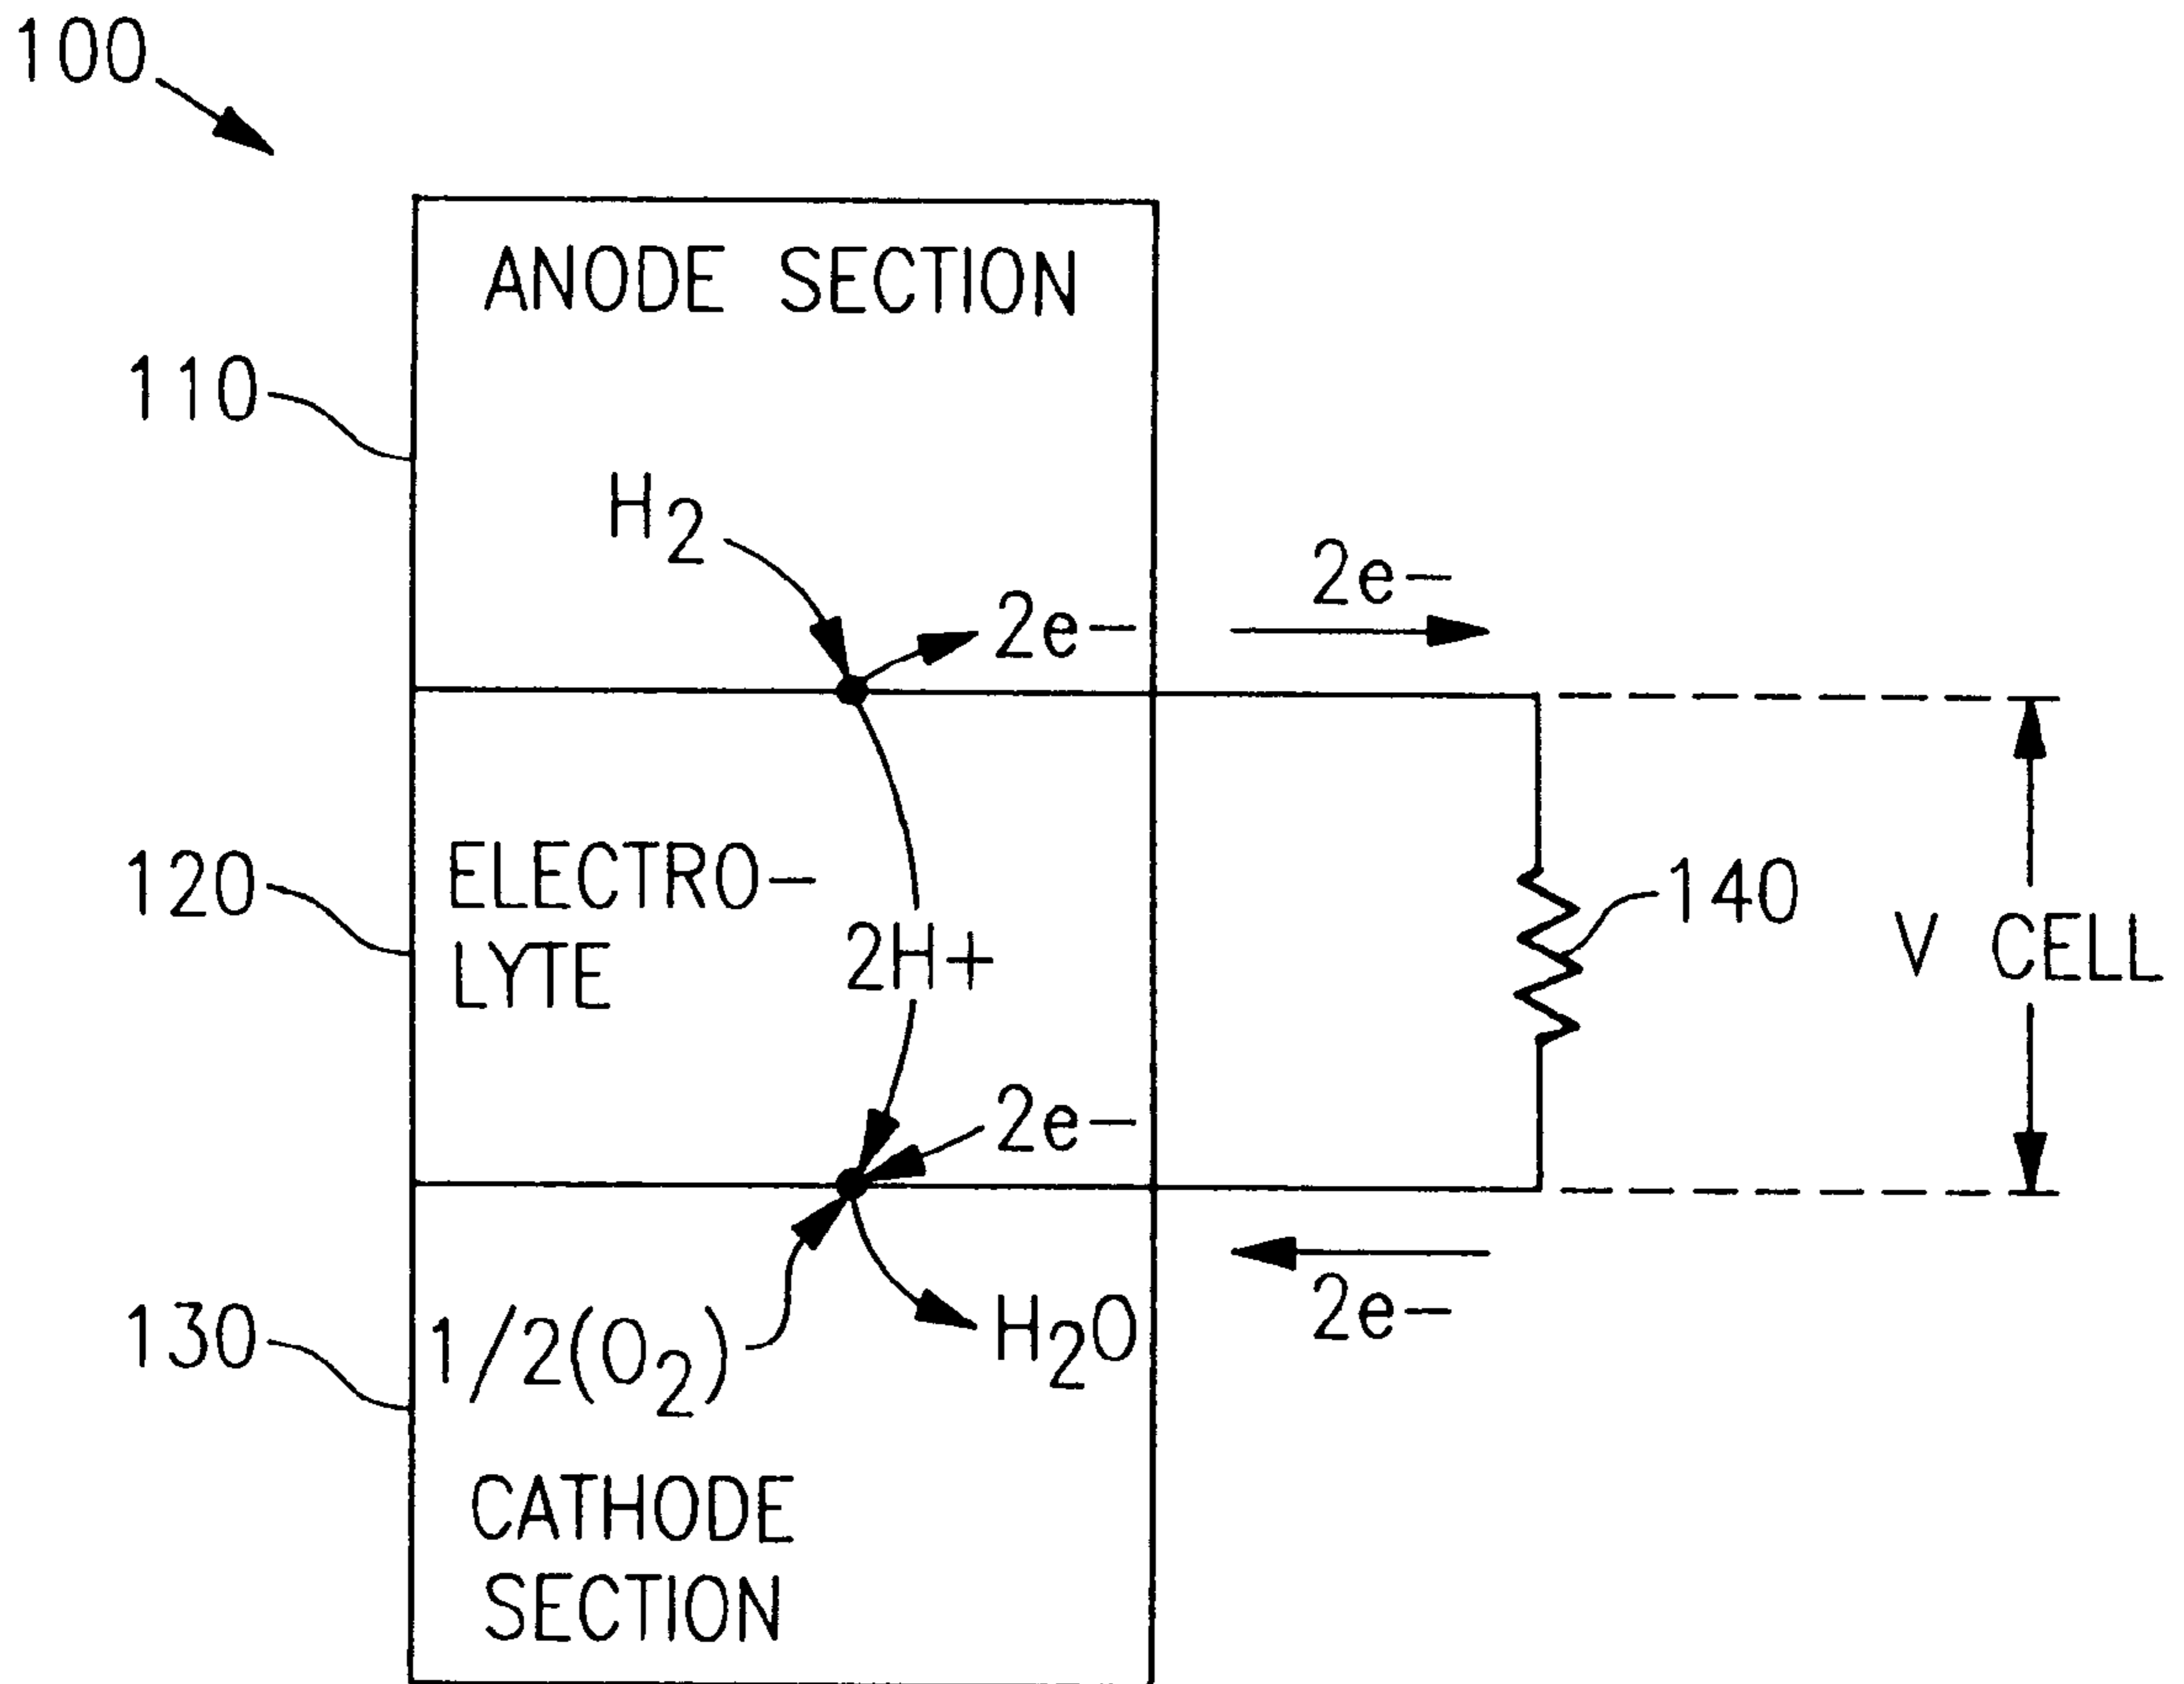 100
ANODE SECTION
110
H2
2e-
2e-
120
ELECTRO-
LYTE
2H+
140
V CELL
2e-
130
1/2(O2)
H2O
2e-
CATHODE
SECTION